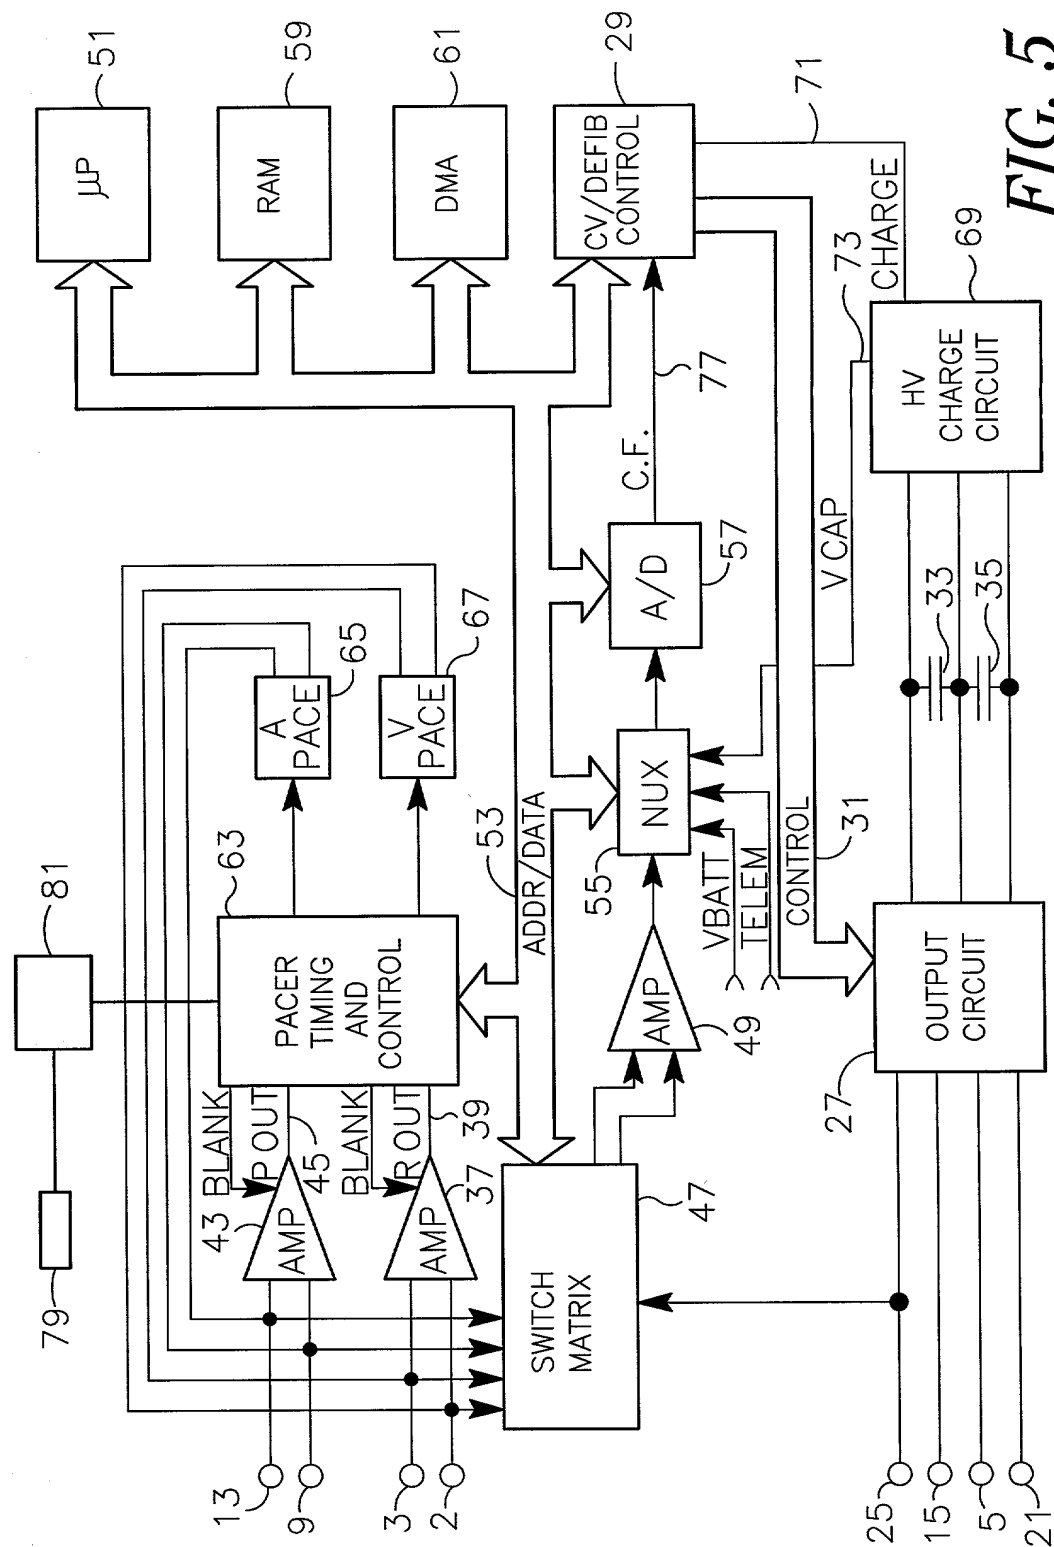 79
81
63
43
BLANK
P OUT
45
BLANK
R OUT
39
37
AMP
AMP
PACER
TIMING
AND
CONTROL
A
PACE
65
V
PACE
67
µP
51
RAM
59
DMA
61
CV/DEFIB
CONTROL
29
13
9
3
2
SWITCH
MATRIX
47
53
ADDR/DATA
AMP
49
55
NUX
A/D
57
C.F.
77
VBATT
TELEM
CONTROL
31
V CAP
73
CHARGE
71
25
15
5
21
27
OUTPUT
CIRCUIT
33
35
HV
CHARGE
CIRCUIT
69
FIG. 5